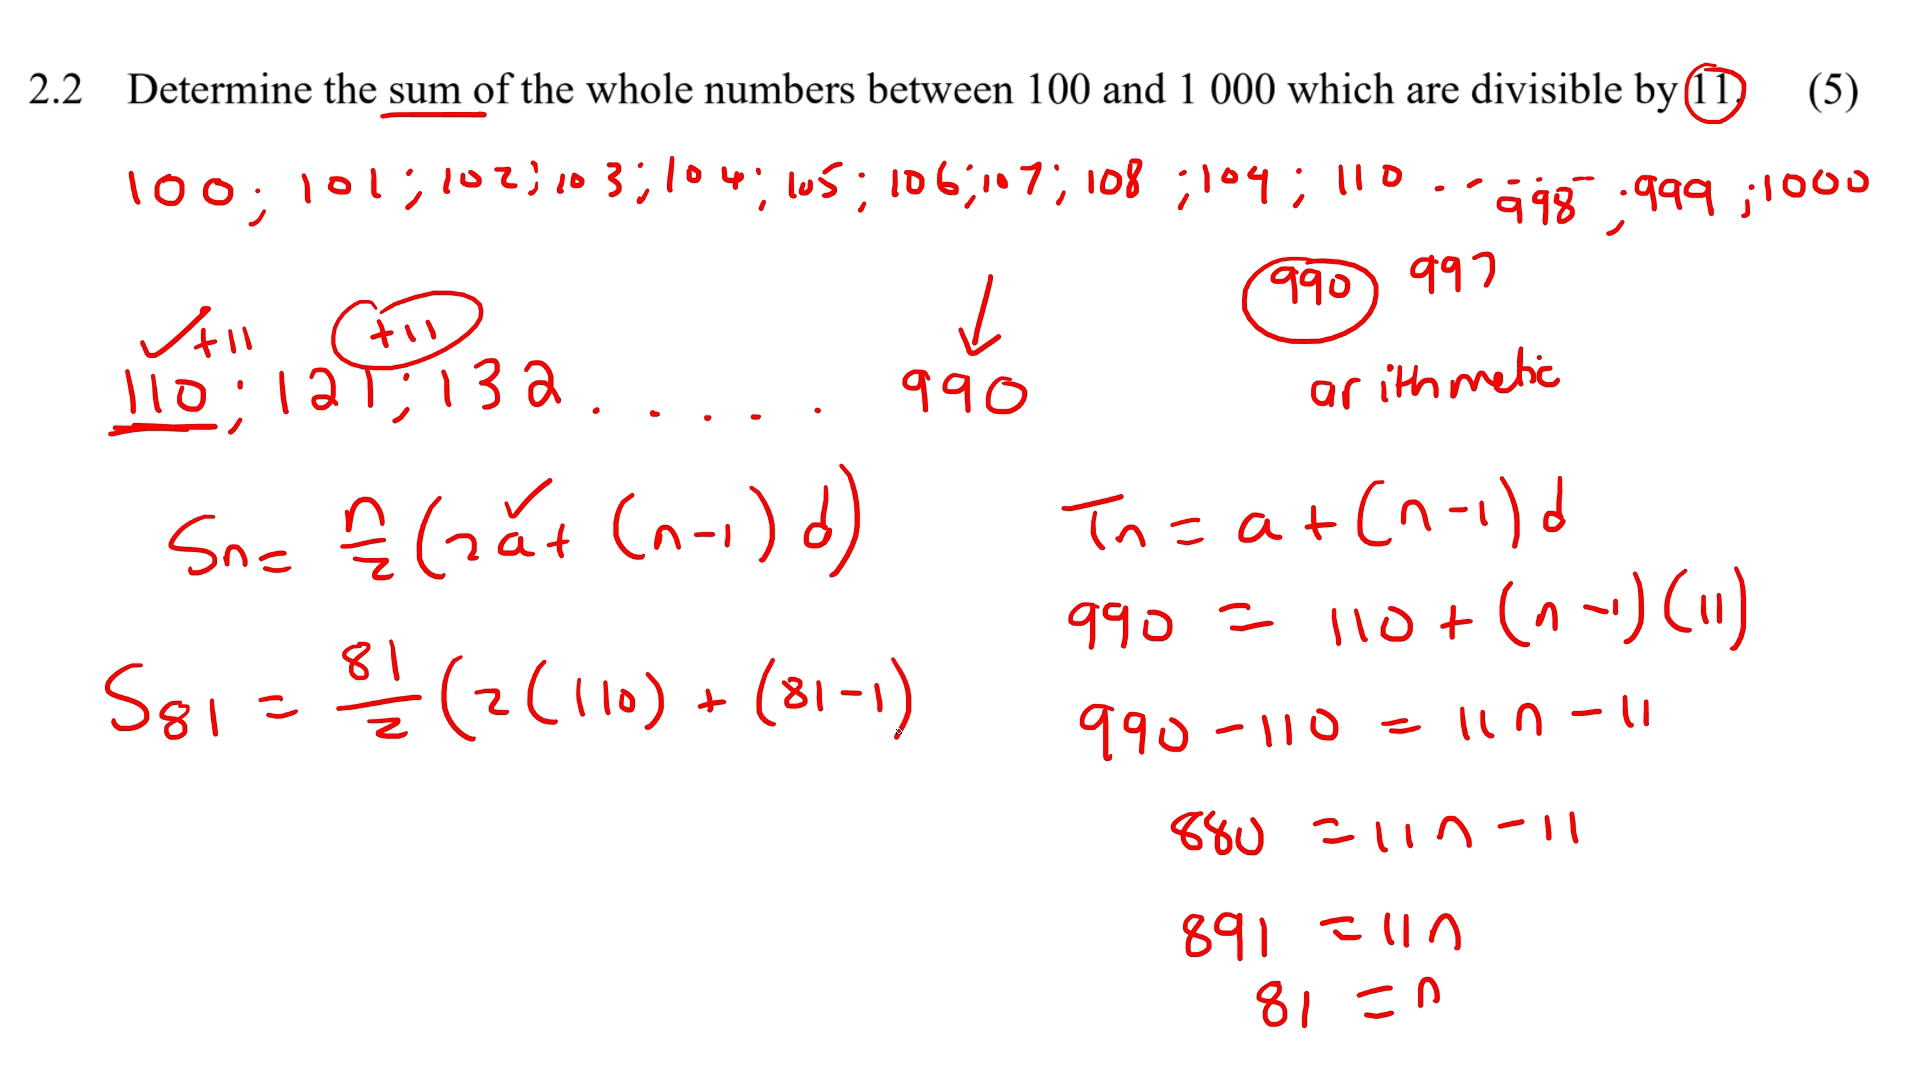 2.2 Determine the sum of the whole numbers between 100 and 1 000 which are divisible by 11. (5)
100; 101; 102; 103; 104; 105; 106; 107; 108; 109; 110 ..... 998; 999; 1000
990 997
+11 +11
110; 121; 132 ..... 990
arithmetic
Sn = n/2 (2a + (n-1)d)
S81 = 81/2 (2(110) + (81-1)
Tn = a + (n-1)d
990 = 110 + (n-1)(11)
990 - 110 = 11n - 11
880 = 11n - 11
891 = 11n
81 = n